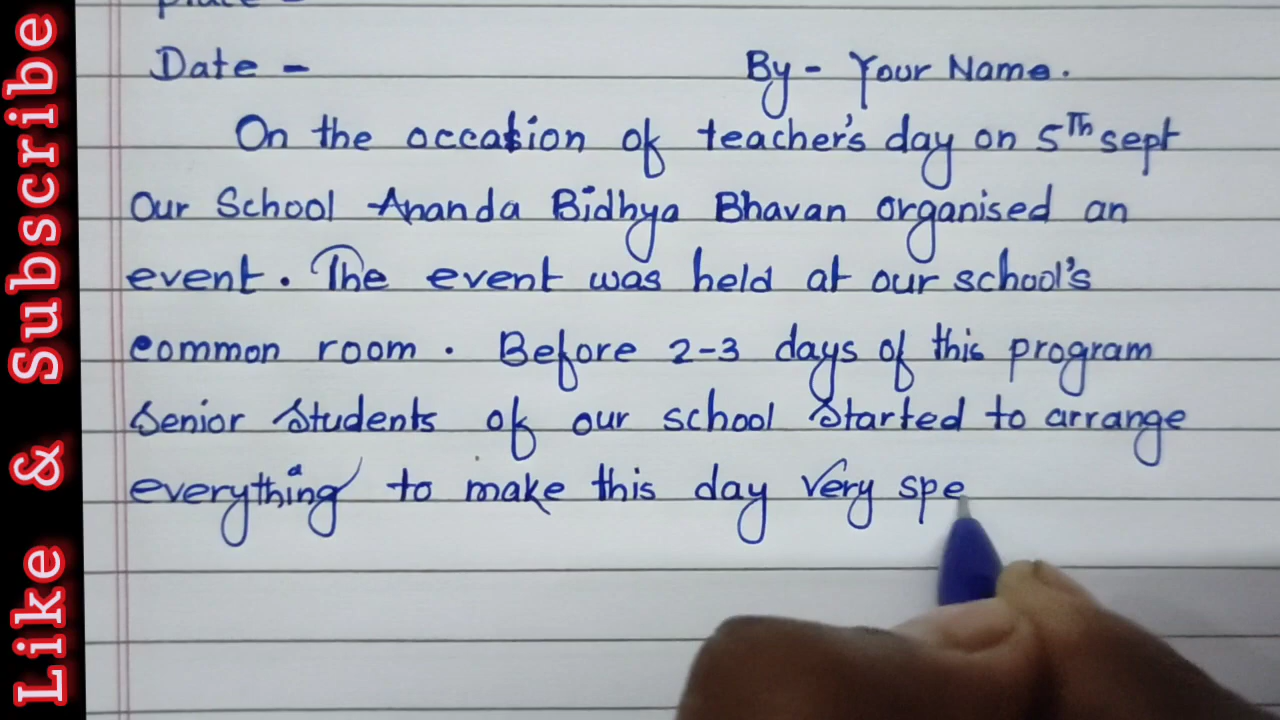 Like & Subscribe
Date -
By - Your Name.
On the occasion of teacher's day on 5Th sept
Our School Ananda Bidhya Bhavan organised an
event. The event was held at our school's
common room. Before 2-3 days of this program
Senior Students of our school Started to arrange
everything to make this day very spe